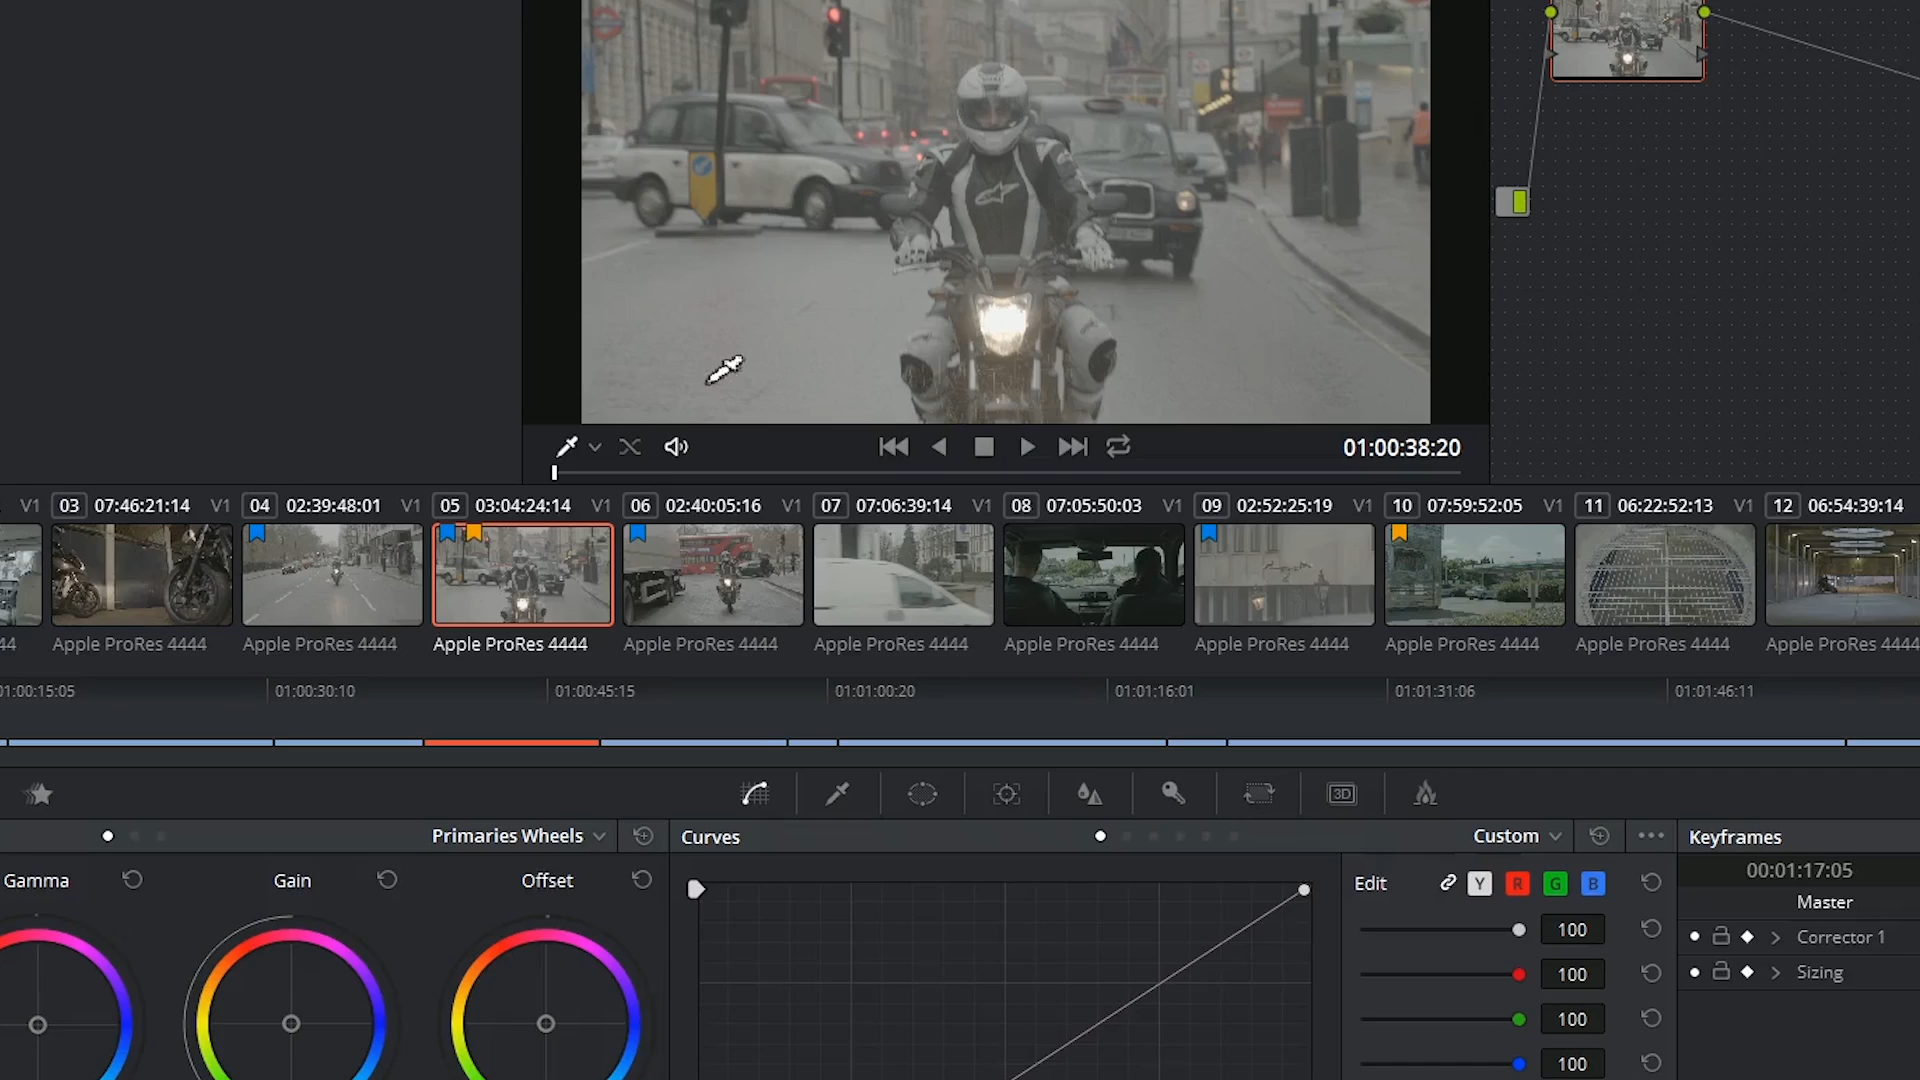 01:00:38:20
V1 03 07:46:21:14 V1 04 02:39:48:01 V1 05 03:04:24:14 V1 06 02:40:05:16 V1 07 07:06:39:14 V1 08 07:05:50:03 V1 09 02:52:25:19 V1 10 07:59:52:05 V1 11 06:22:52:13 V1 12 06:54:39:14
44 Apple ProRes 4444 Apple ProRes 4444 Apple ProRes 4444 Apple ProRes 4444 Apple ProRes 4444 Apple ProRes 4444 Apple ProRes 4444 Apple ProRes 4444 Apple ProRes 4444 Apple ProRes 4444
01:00:15:05 01:00:30:10 01:00:45:15 01:01:00:20 01:01:16:01 01:01:31:06 01:01:46:11
3D
Primaries Wheels Curves Custom Keyframes
00:01:17:05
Gamma Gain Offset Edit Y R G B
Master
100
Corrector 1
100
Sizing
100
100